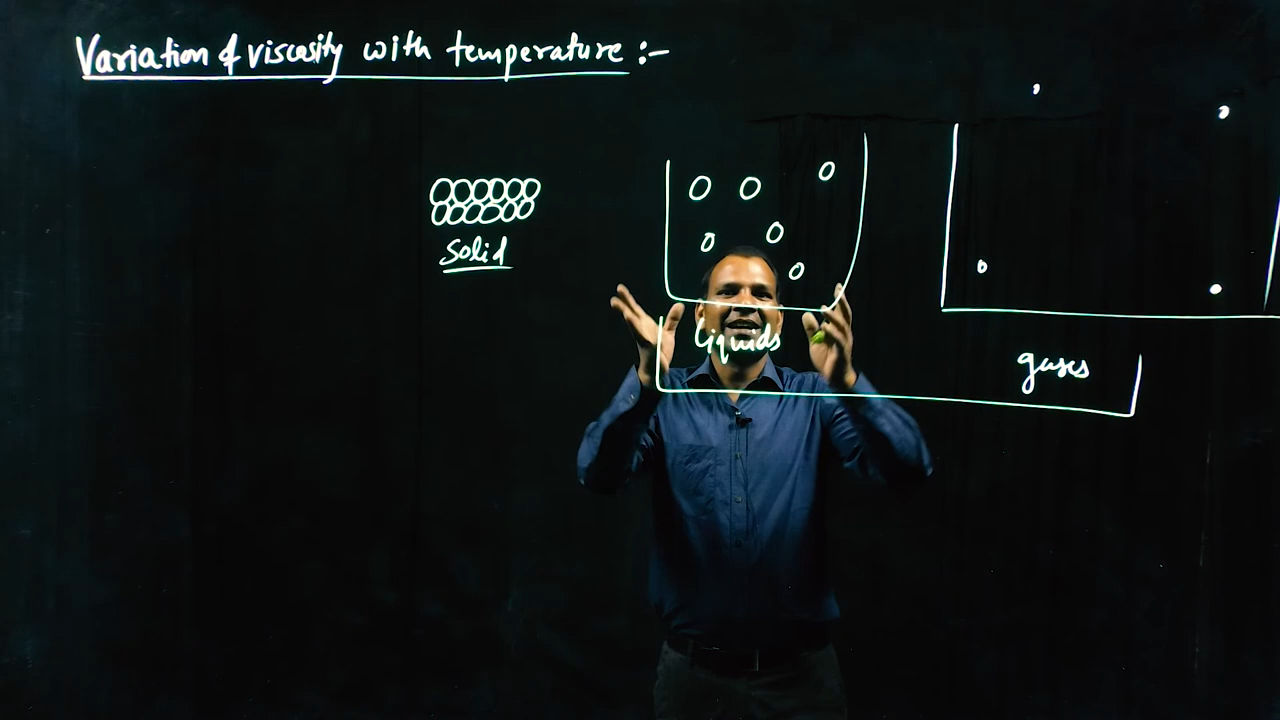 Variation of viscosity with temperature :-
Solid
liquids
gases